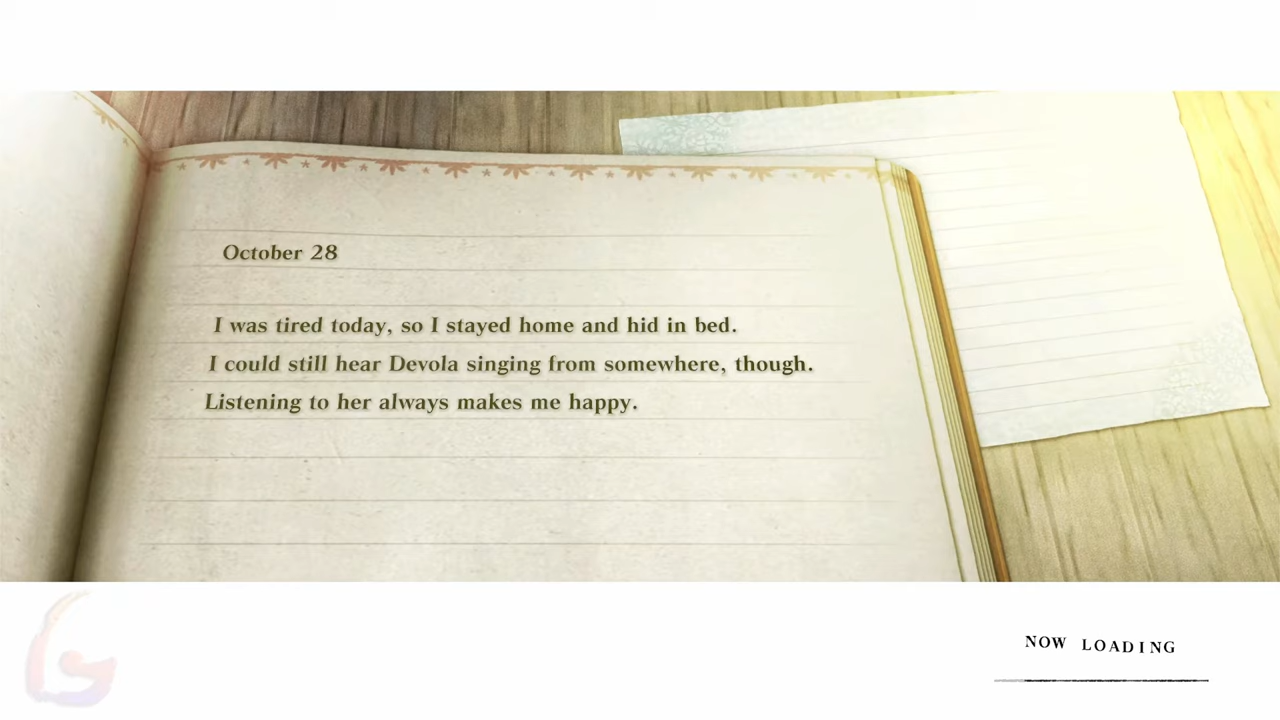 October 28
I was tired today, so I stayed home and hid in bed.
I could still hear Devola singing from somewhere, though.
Listening to her always makes me happy.
NOW LOADING